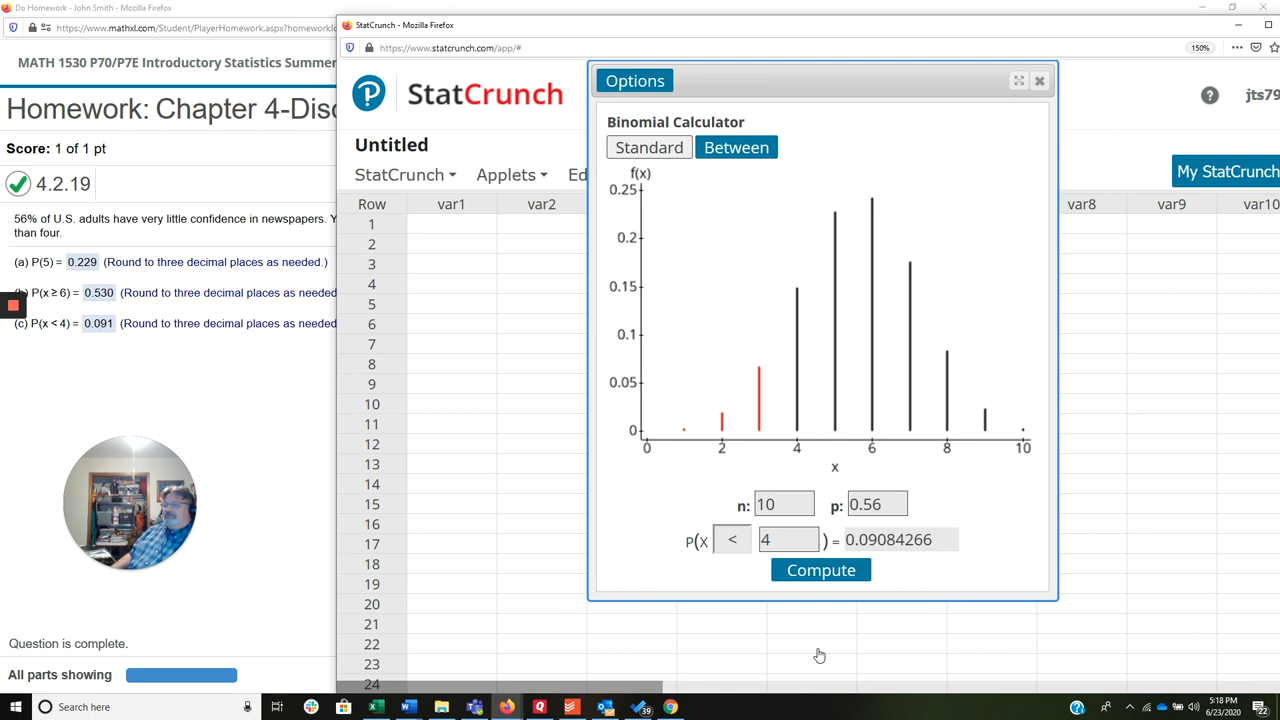 Do Homework - John Smith - Mozilla Firefox
https://www.mathxl.com/Student/PlayerHomework.aspx?homeworkI
MATH 1530 P70/P7E Introductory Statistics Summer
Homework: Chapter 4-Disc
Score: 1 of 1 pt
4.2.19
56% of U.S. adults have very little confidence in newspapers. Y
than four.
(a) P(5) = 0.229 (Round to three decimal places as needed.)
(b) P(x ≥ 6) = 0.530 (Round to three decimal places as needed
(c) P(x < 4) = 0.091 (Round to three decimal places as needed
Question is complete.
All parts showing
StatCrunch - Mozilla Firefox
https://www.statcrunch.com/app/#
150%
P StatCrunch
? jts79
Untitled
StatCrunch Applets Ed
My StatCrunch
Row var1 var2 var8 var9 var10
1
2
3
4
5
6
7
8
9
10
11
12
13
14
15
16
17
18
19
20
21
22
23
24
Options
Binomial Calculator
Standard Between
f(x)
0.25
0.2
0.15
0.1
0.05
0
0 2 4 6 8 10
x
n: 10 p: 0.56
P(X < 4 ) = 0.09084266
Compute
Search here
39
5:18 PM
6/23/2020
22